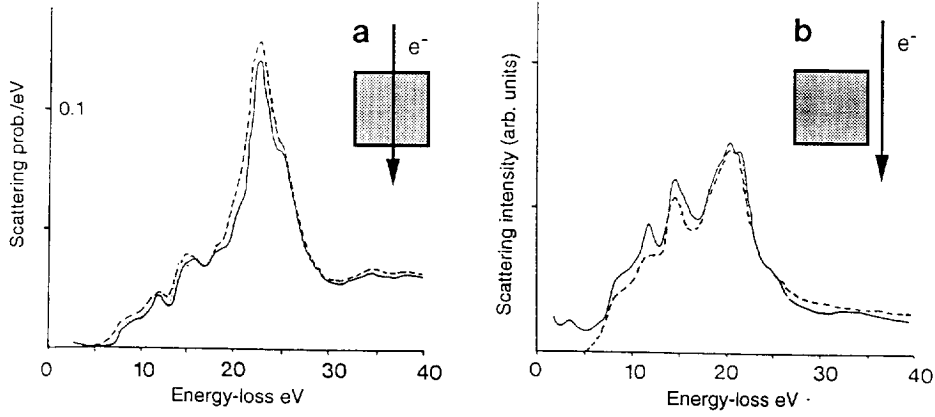 a
e-
Scattering prob./eV
0.1
0 10 20 30 40
Energy-loss eV
b
e-
Scattering intensity (arb. units)
0 10 20 30 40
Energy-loss eV